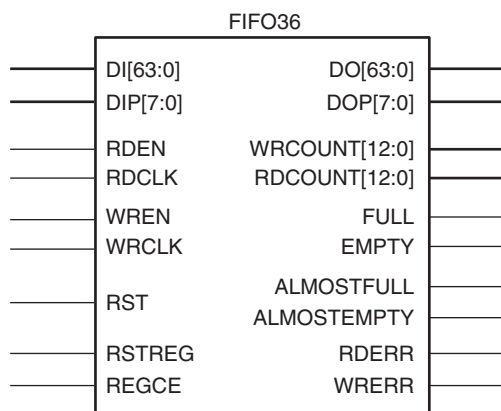 FIFO36
DI[63:0] DO[63:0]
DIP[7:0] DOP[7:0]
RDEN WRCOUNT[12:0]
RDCLK RDCOUNT[12:0]
WREN FULL
WRCLK EMPTY
ALMOSTFULL
RST
ALMOSTEMPTY
RSTREG RDERR
REGCE WRERR